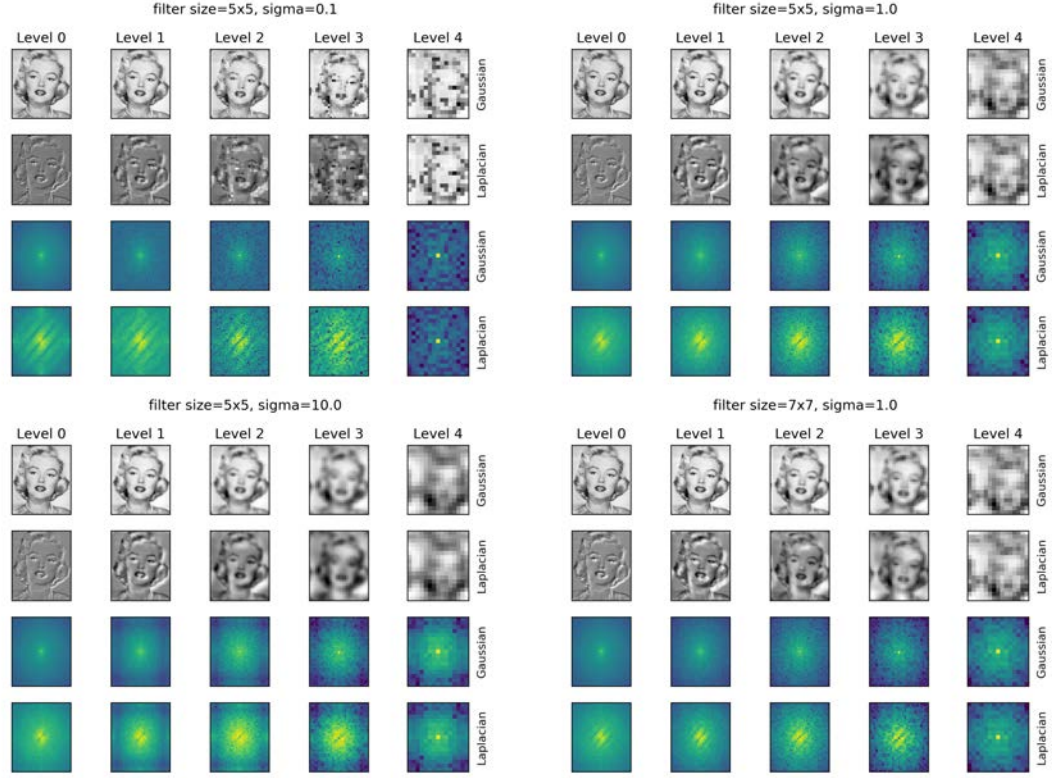 filter size=5x5, sigma=0.1
Level 0 Level 1 Level 2 Level 3 Level 4
Gaussian
Laplacian
Gaussian
Laplacian
filter size=5x5, sigma=1.0
Level 0 Level 1 Level 2 Level 3 Level 4
Gaussian
Laplacian
Gaussian
Laplacian
filter size=5x5, sigma=10.0
Level 0 Level 1 Level 2 Level 3 Level 4
Gaussian
Laplacian
Gaussian
Laplacian
filter size=7x7, sigma=1.0
Level 0 Level 1 Level 2 Level 3 Level 4
Gaussian
Laplacian
Gaussian
Laplacian